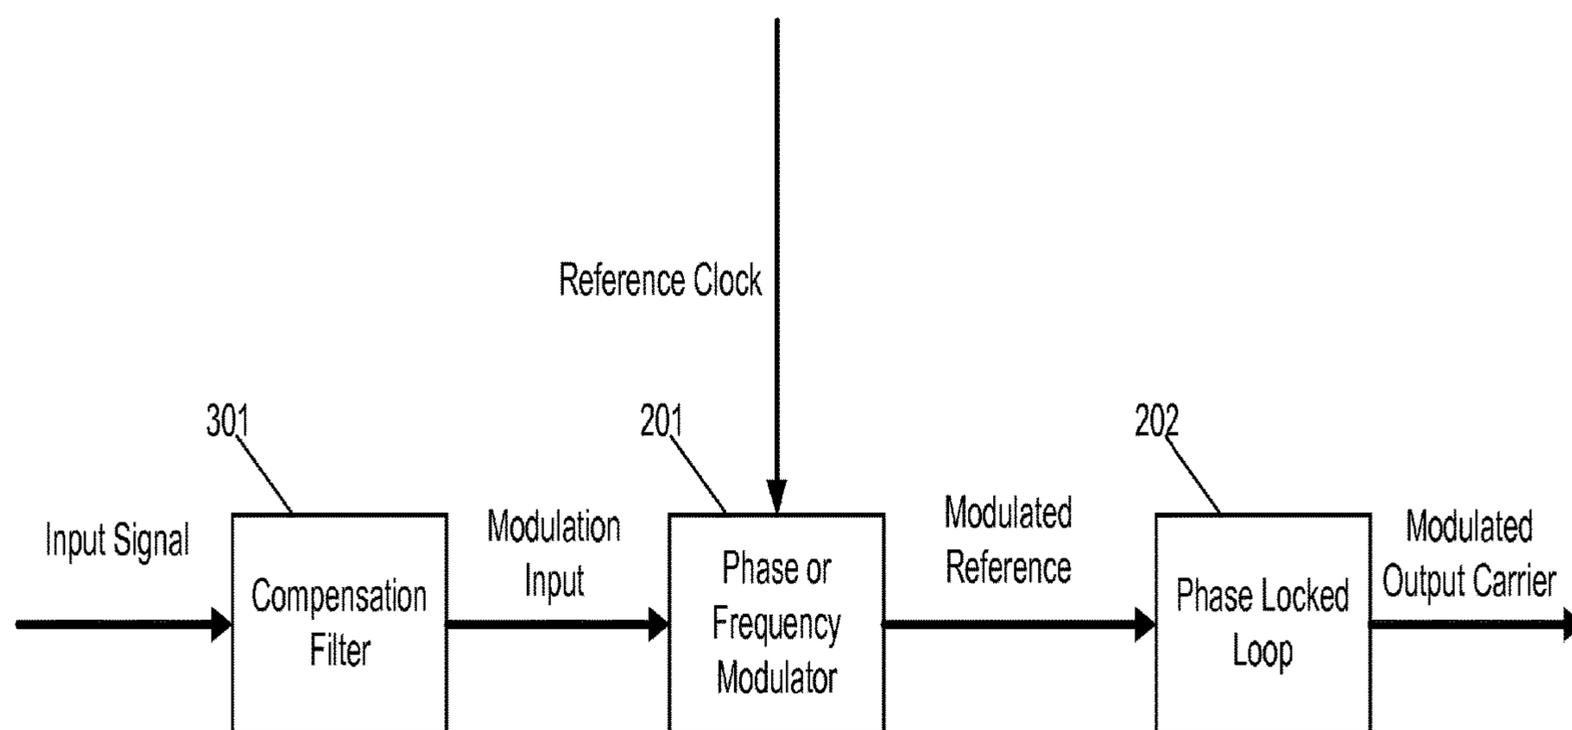 Reference Clock
301
201
202
Input Signal
Compensation
Filter
Modulation
Input
Phase or
Frequency
Modulator
Modulated
Reference
Phase Locked
Loop
Modulated
Output Carrier